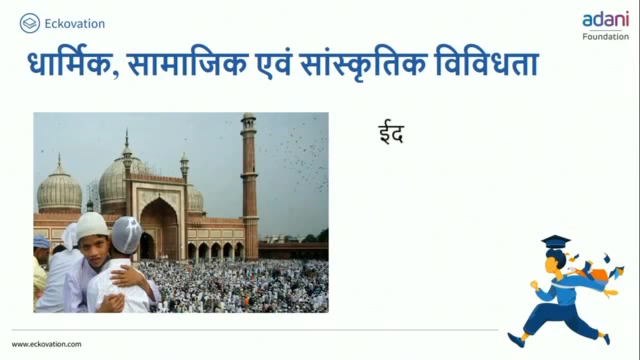 Eckovation
adani
Foundation
धार्मिक, सामाजिक एवं सांस्कृतिक विविधता
ईद
www.eckovation.com